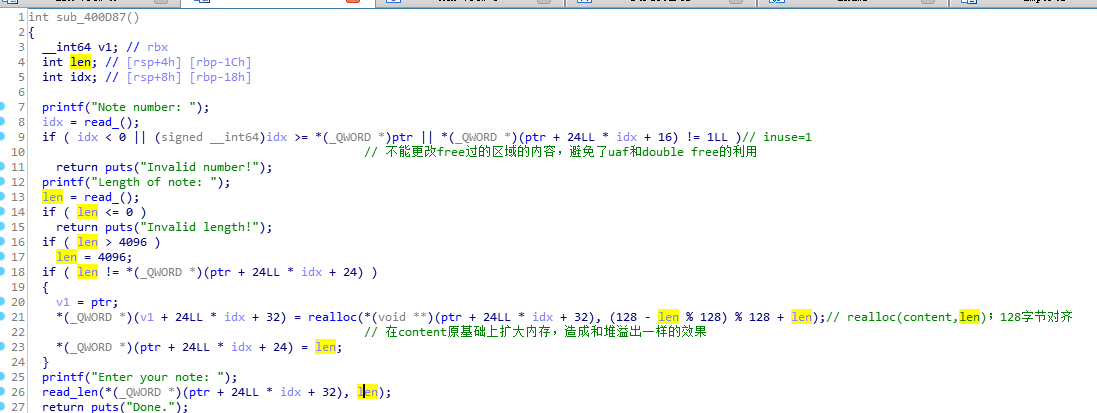 1 int sub_400D87()
2 {
3 __int64 v1; // rbx
4 int len; // [rsp+4h] [rbp-1Ch]
5 int idx; // [rsp+8h] [rbp-18h]
6
7 printf("Note number: ");
8 idx = read_();
9 if ( idx < 0 || (signed __int64)idx >= *(_QWORD *)ptr || *(_QWORD *)(ptr + 24LL * idx + 16) != 1LL )// inuse=1
10 // 不能更改free过的区域的内容，避免了uaf和double free的利用
11 return puts("Invalid number!");
12 printf("Length of note: ");
13 len = read_();
14 if ( len <= 0 )
15 return puts("Invalid length!");
16 if ( len > 4096 )
17 len = 4096;
18 if ( len != *(_QWORD *)(ptr + 24LL * idx + 24) )
19 {
20 v1 = ptr;
21 *(_QWORD *)(v1 + 24LL * idx + 32) = realloc(*(void **)(ptr + 24LL * idx + 32), (128 - len % 128) % 128 + len);// realloc(content,len)；128字节对齐
22 // 在content原基础上扩大内存，造成和堆溢出一样的效果
23 *(_QWORD *)(ptr + 24LL * idx + 24) = len;
24 }
25 printf("Enter your note: ");
26 read_len(*(_QWORD *)(ptr + 24LL * idx + 32), len);
27 return puts("Done.");